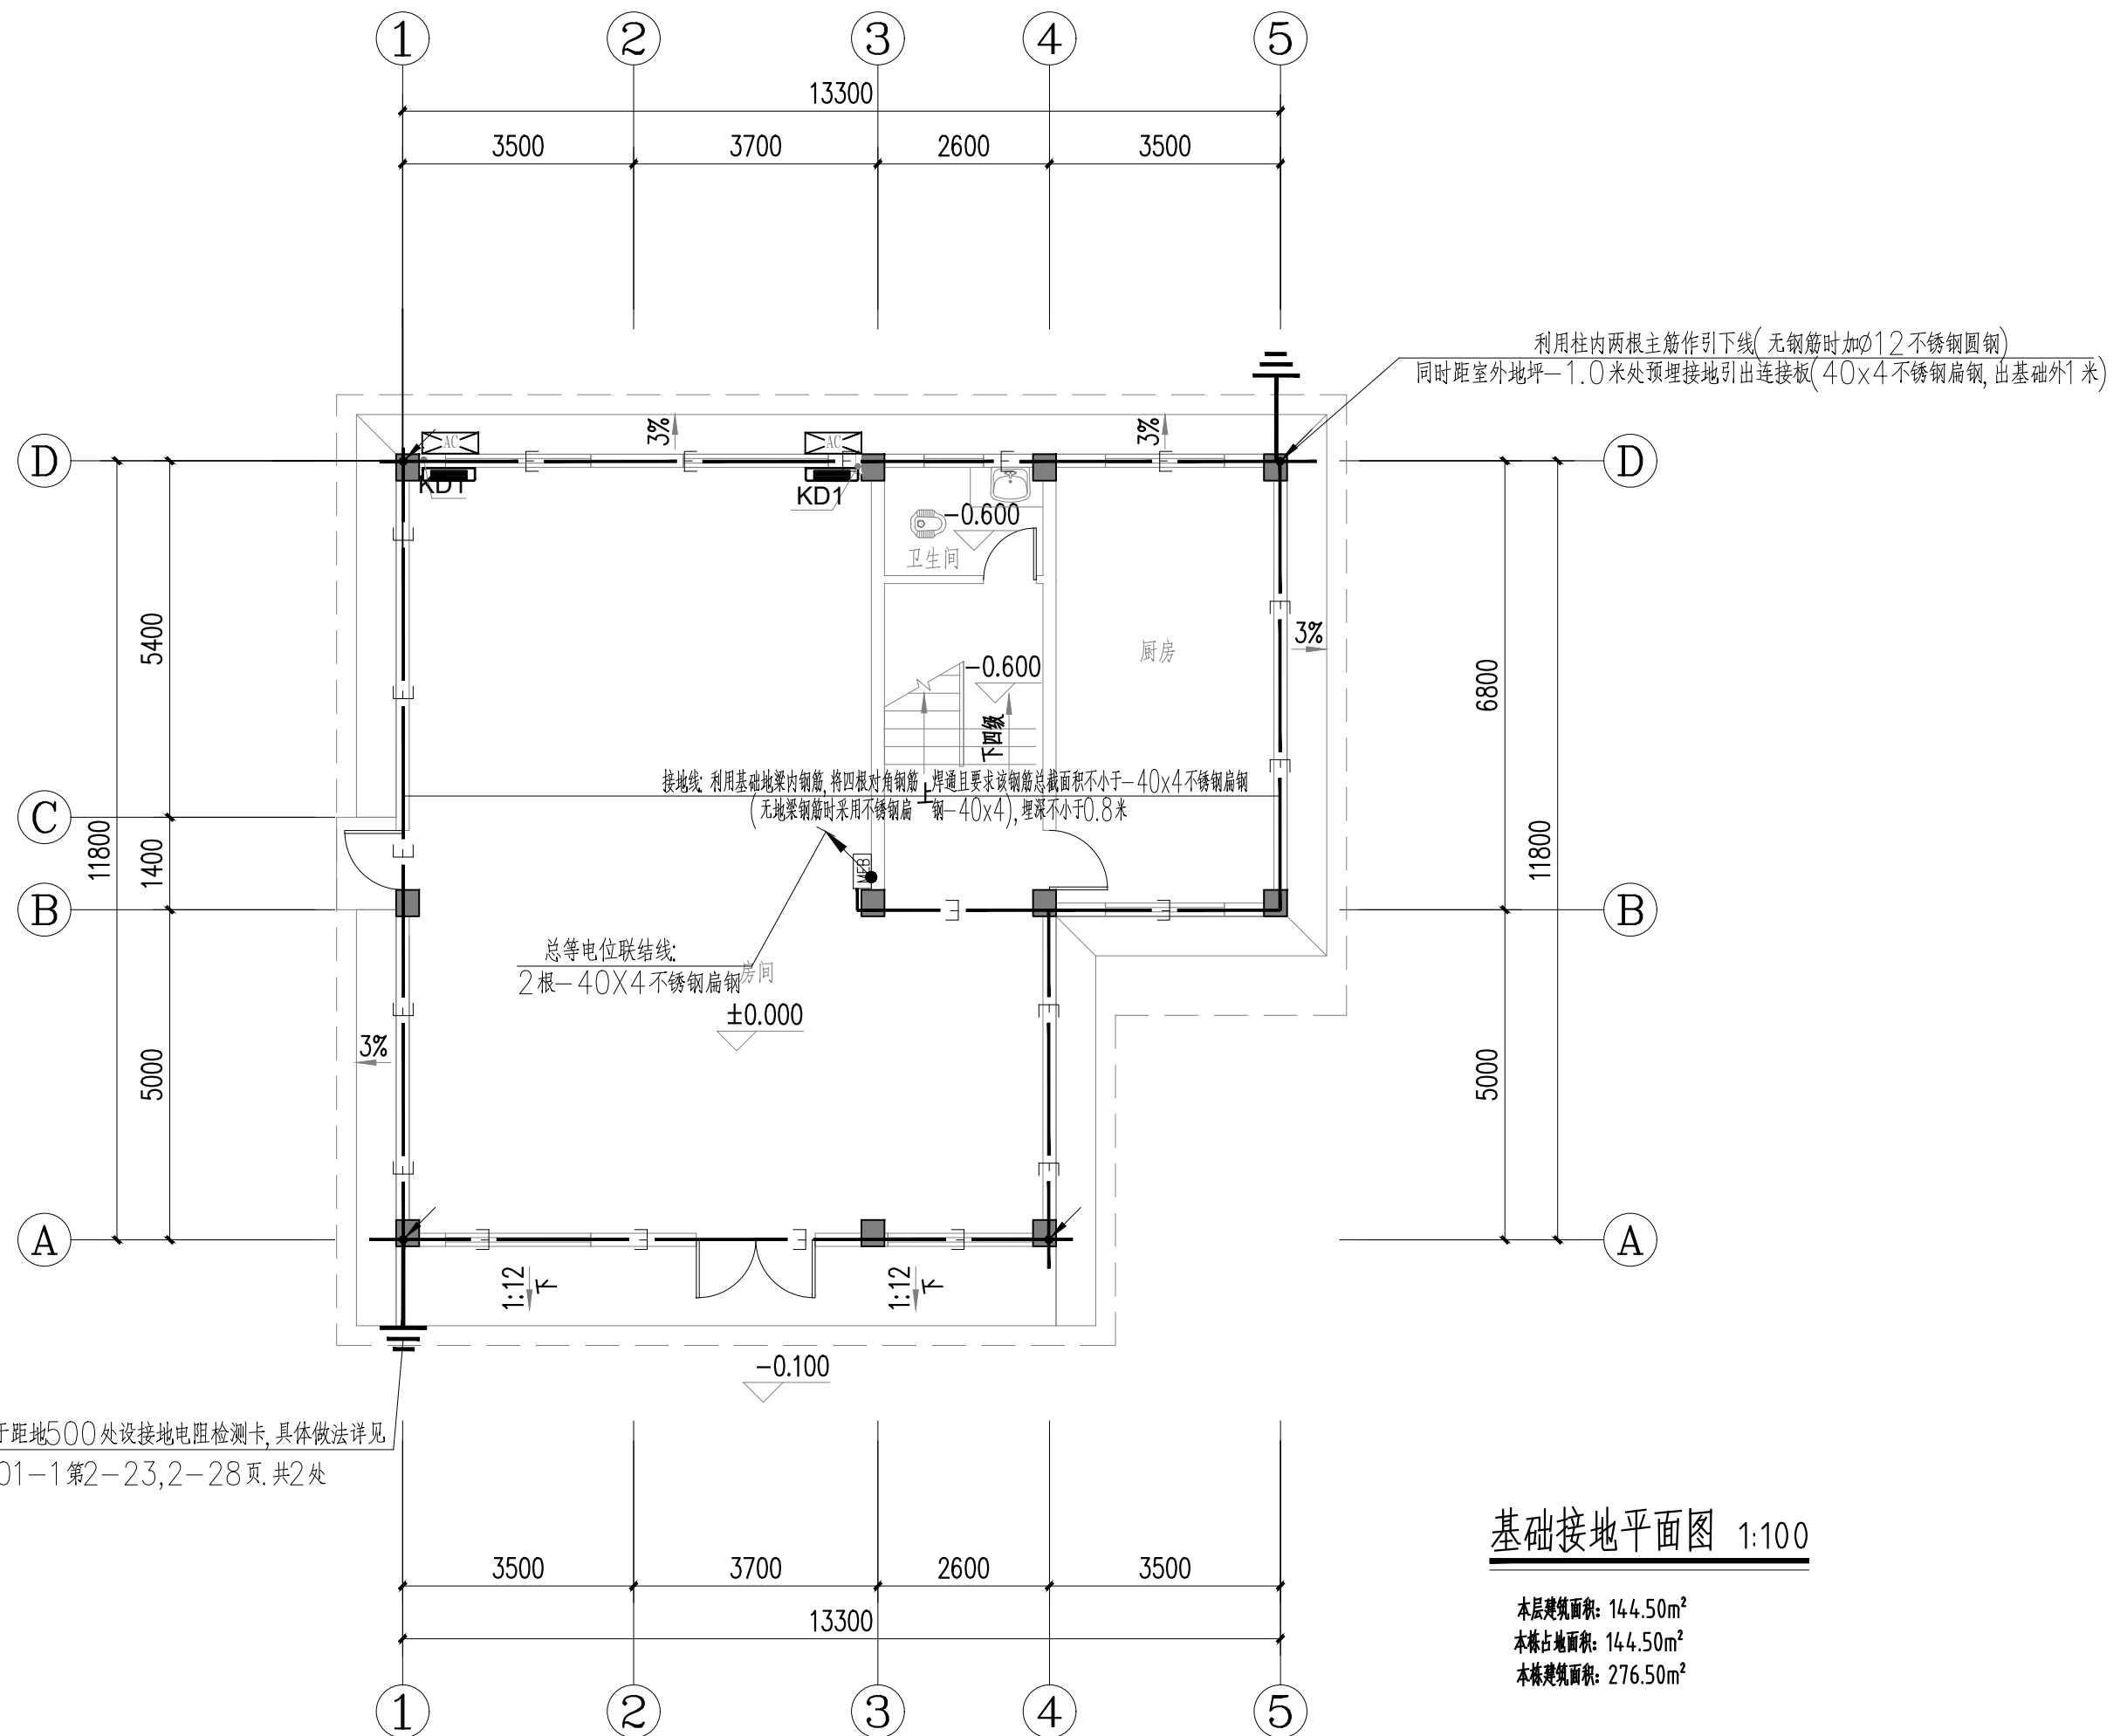 1 2 3 4 5
13300
3500 3700 2600 3500
利用柱内两根主筋作引下线(无钢筋时加Ø12不锈钢圆钢)
同时距室外地坪-1.0米处预埋接地引出连接板(40x4不锈钢扁钢,出基础外1米)
3% 3%
AC AC
D D
KD1 KD1
-0.600
卫生间
5400
3%
厨房
-0.600
6800
下四级
接地线: 利用基础地梁内钢筋,将四根对角钢筋 焊通且要求该钢筋总截面积不小于-40x4不锈钢扁钢
上
(无地梁钢筋时采用不锈钢扁 钢-40x4),埋深不小于0.8米
C
11800 1400 11800
MEB
B B
总等电位联结线:
2根-40X4不锈钢扁钢
房间
±0.000
3%
5000 5000
A A
1:12 下 1:12 下
-0.100
于距地500处设接地电阻检测卡,具体做法详见
01-1第2-23,2-28页.共2处
基础接地平面图 1:100
3500 3700 2600 3500
13300
本层建筑面积: 144.50m²
本栋占地面积: 144.50m²
本栋建筑面积: 276.50m²
1 2 3 4 5